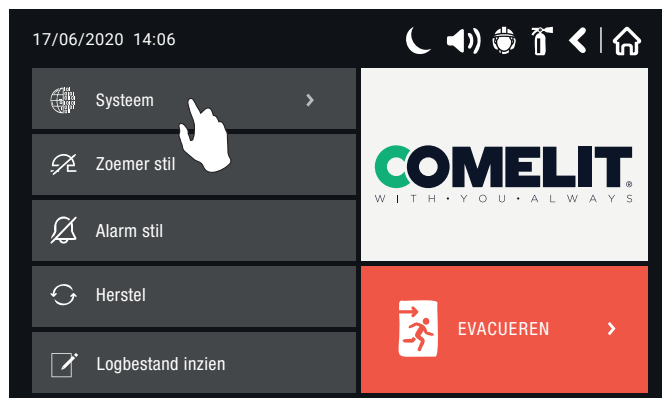 17/06/2020 14:06
Systeem
Zoemer stil
Alarm stil
Herstel
Logbestand inzien
COMELIT®
WITH·YOU·ALWAYS
EVACUEREN